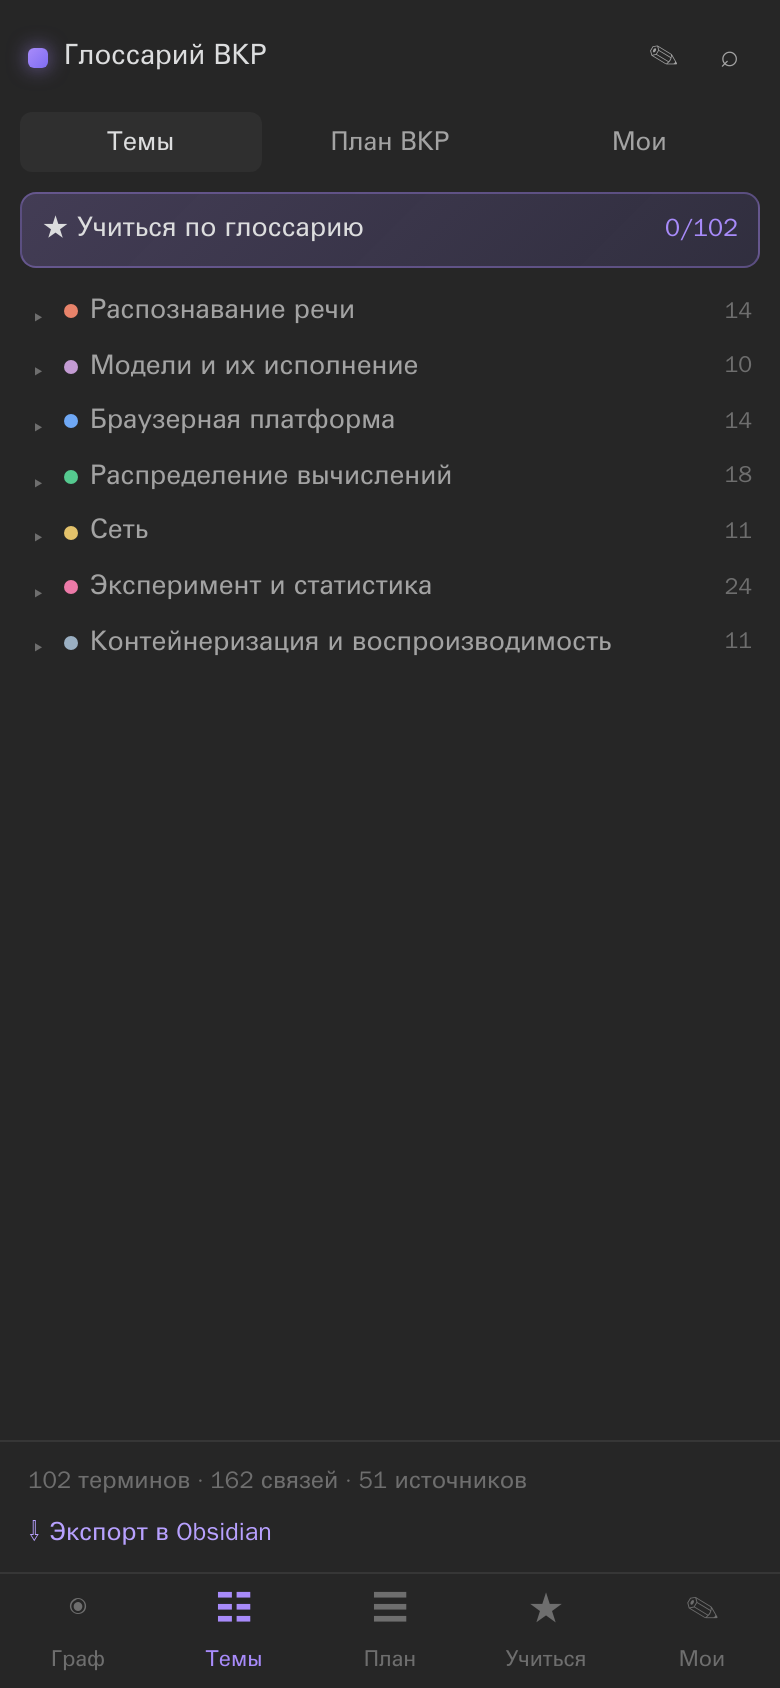 Глоссарий ВКР
Темы План ВКР Мои
★ Учиться по глоссарию 0/102
Распознавание речи 14
Модели и их исполнение 10
Браузерная платформа 14
Распределение вычислений 18
Сеть 11
Эксперимент и статистика 24
Контейнеризация и воспроизводимость 11
102 терминов · 162 связей · 51 источников
⇩ Экспорт в Obsidian
Граф Темы План Учиться Мои